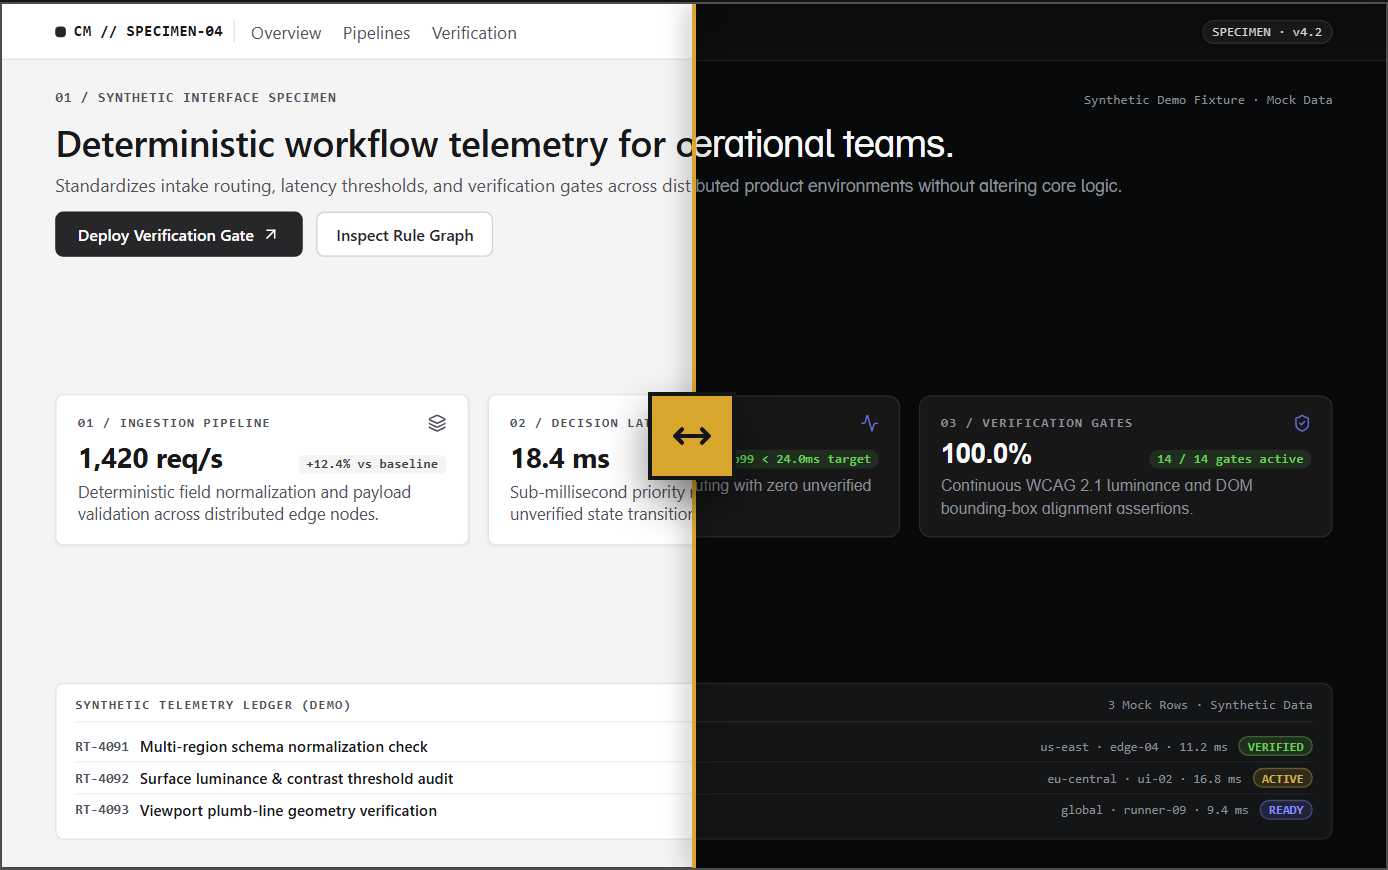 CM // SPECIMEN-04 Overview Pipelines Verification SPECIMEN · v4.2
01 / SYNTHETIC INTERFACE SPECIMEN
Synthetic Demo Fixture · Mock Data
Deterministic workflow telemetry for erational teams.
Standardizes intake routing, latency thresholds, and verification gates across distributed product environments without altering core logic.
Deploy Verification Gate Inspect Rule Graph
01 / INGESTION PIPELINE
1,420 req/s +12.4% vs baseline
Deterministic field normalization and payload
validation across distributed edge nodes.
02 / DECISION LAT
18.4 ms p99 < 24.0ms target
Sub-millisecond priority uting with zero unverified
unverified state transition
03 / VERIFICATION GATES
100.0% 14 / 14 gates active
Continuous WCAG 2.1 luminance and DOM
bounding-box alignment assertions.
SYNTHETIC TELEMETRY LEDGER (DEMO) 3 Mock Rows · Synthetic Data
RT-4091 Multi-region schema normalization check us-east · edge-04 · 11.2 ms VERIFIED
RT-4092 Surface luminance & contrast threshold audit eu-central · ui-02 · 16.8 ms ACTIVE
RT-4093 Viewport plumb-line geometry verification global · runner-09 · 9.4 ms READY